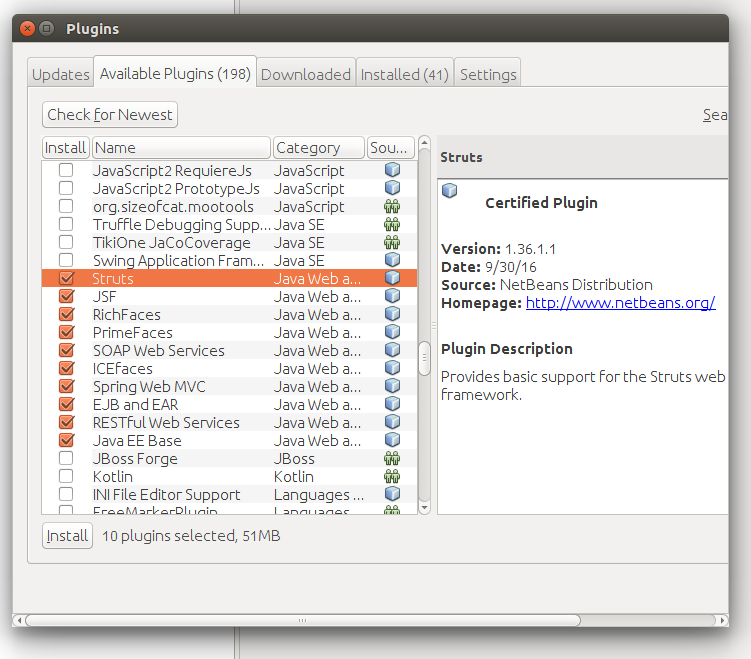 Plugins
Updates Available Plugins (198) Downloaded Installed (41) Settings
Check for Newest
Sea
Install Name Category Sou...
JavaScript2 RequiereJs JavaScript
JavaScript2 PrototypeJs JavaScript
org.sizeofcat.mootools JavaScript
Truffle Debugging Supp... Java SE
TikiOne JaCoCoverage Java SE
Swing Application Fram... Java SE
Struts Java Web a...
JSF Java Web a...
RichFaces Java Web a...
PrimeFaces Java Web a...
SOAP Web Services Java Web a...
ICEfaces Java Web a...
Spring Web MVC Java Web a...
EJB and EAR Java Web a...
RESTful Web Services Java Web a...
Java EE Base Java Web a...
JBoss Forge JBoss
Kotlin Kotlin
INI File Editor Support Languages ...
FreeMarkerPlugin Languages ...
Struts
Certified Plugin
Version: 1.36.1.1
Date: 9/30/16
Source: NetBeans Distribution
Homepage: http://www.netbeans.org/
Plugin Description
Provides basic support for the Struts web
framework.
Install 10 plugins selected, 51MB